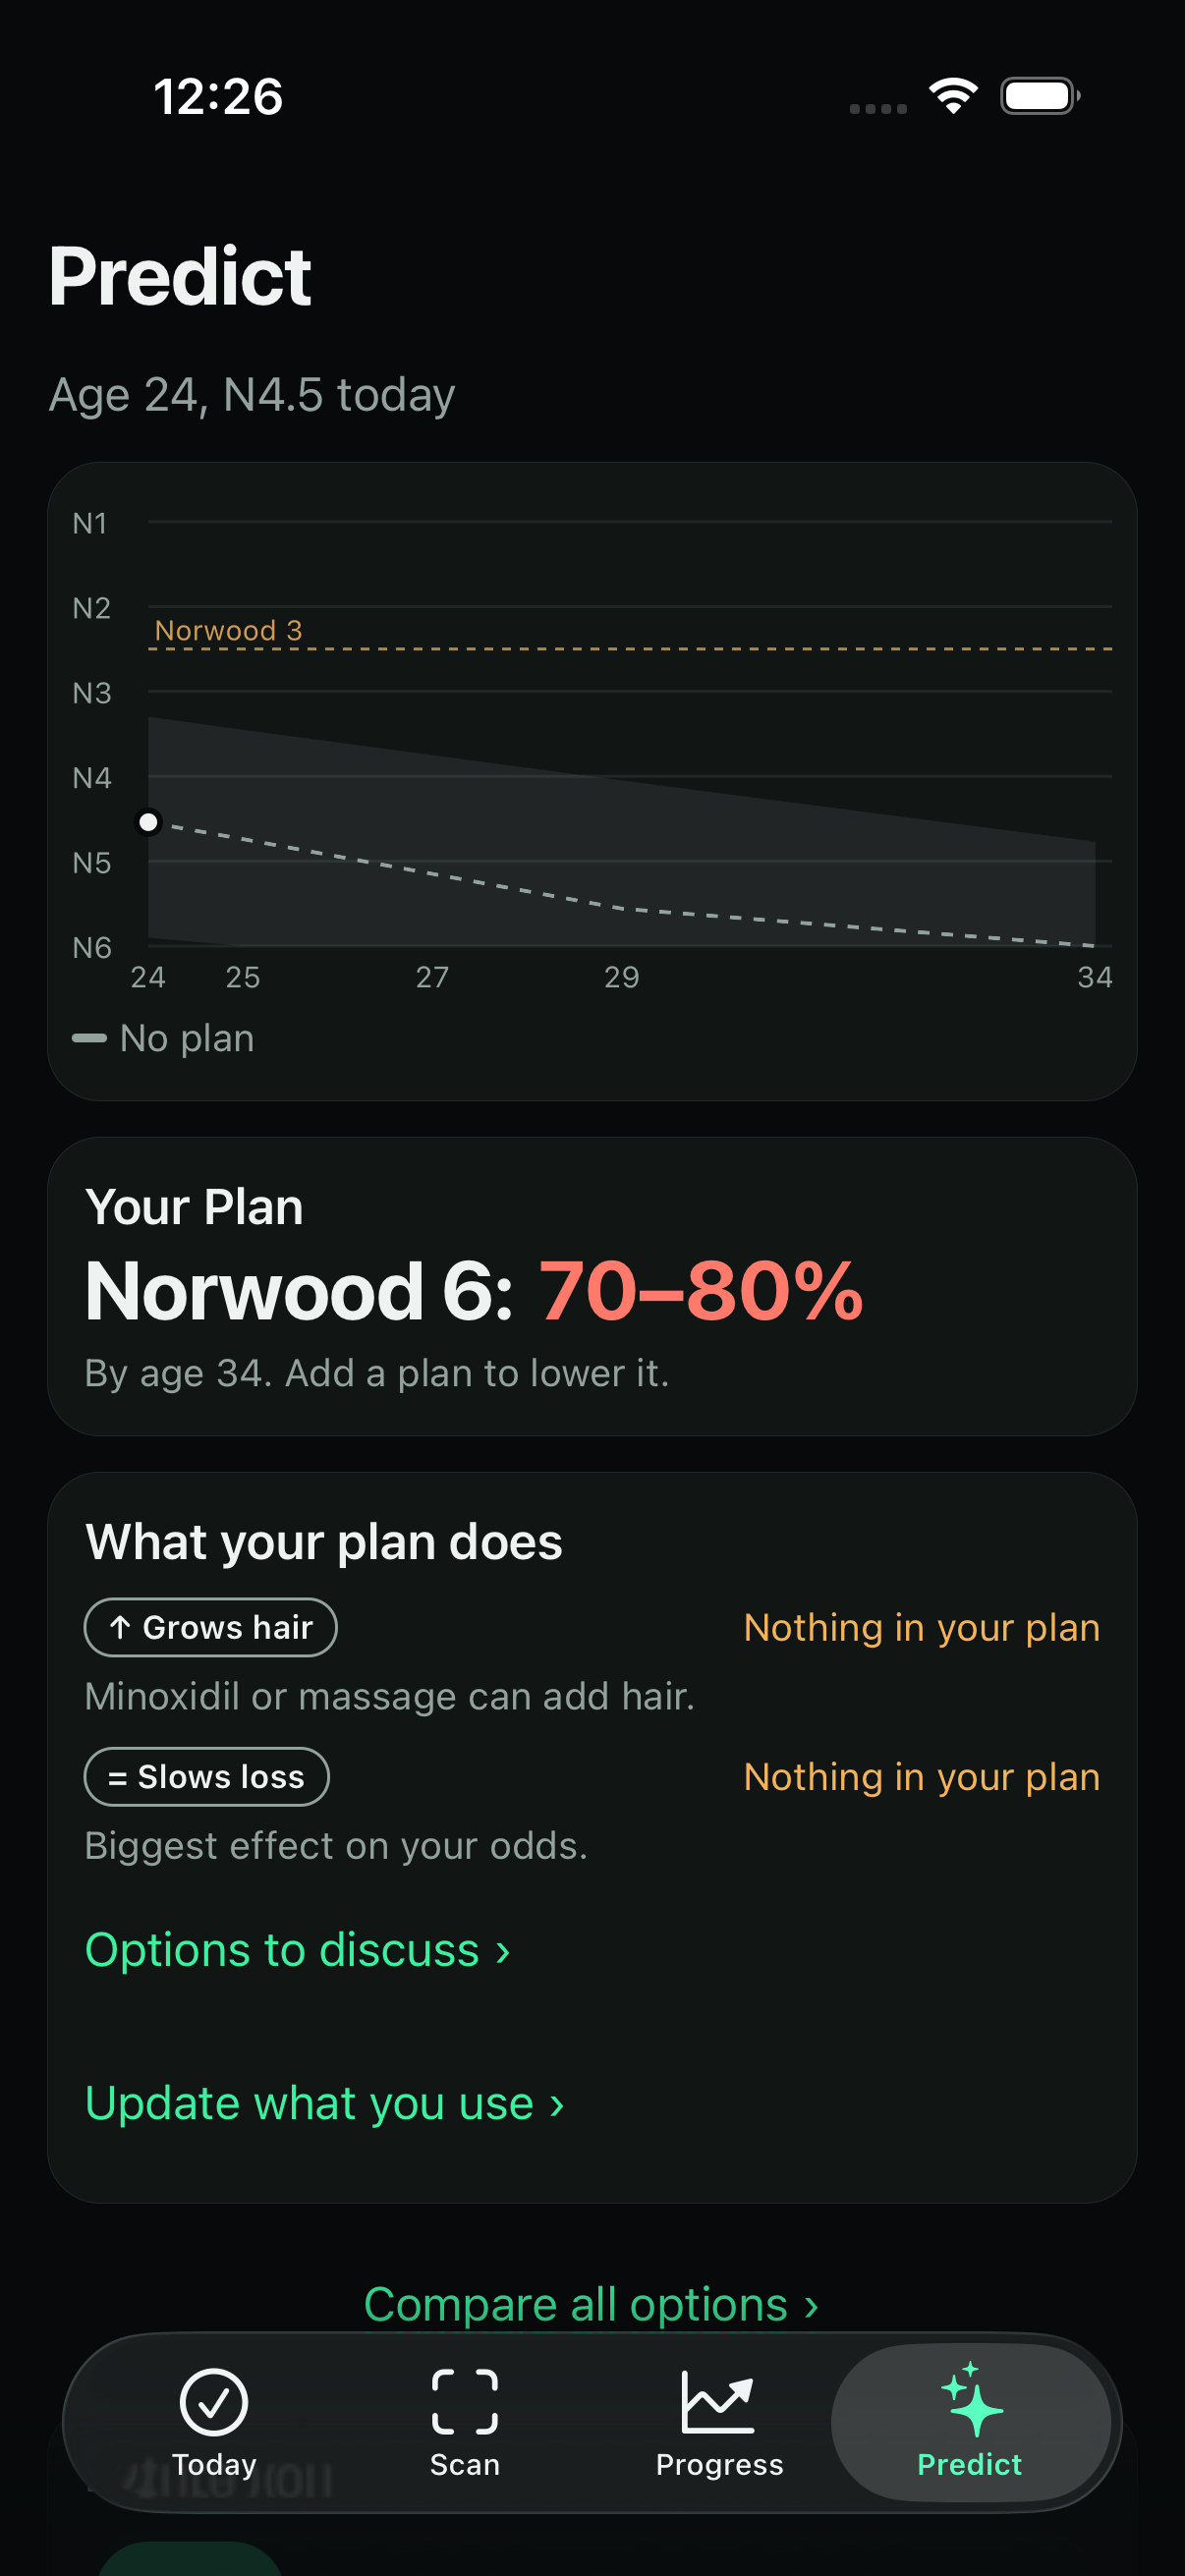 12:26
Predict
Age 24, N4.5 today
N1
N2
Norwood 3
N3
N4
N5
N6
24 25 27 29 34
No plan
Your Plan
Norwood 6: 70–80%
By age 34. Add a plan to lower it.
What your plan does
↑ Grows hair Nothing in your plan
Minoxidil or massage can add hair.
= Slows loss Nothing in your plan
Biggest effect on your odds.
Options to discuss ›
Update what you use ›
Compare all options ›
Today Scan Progress Predict